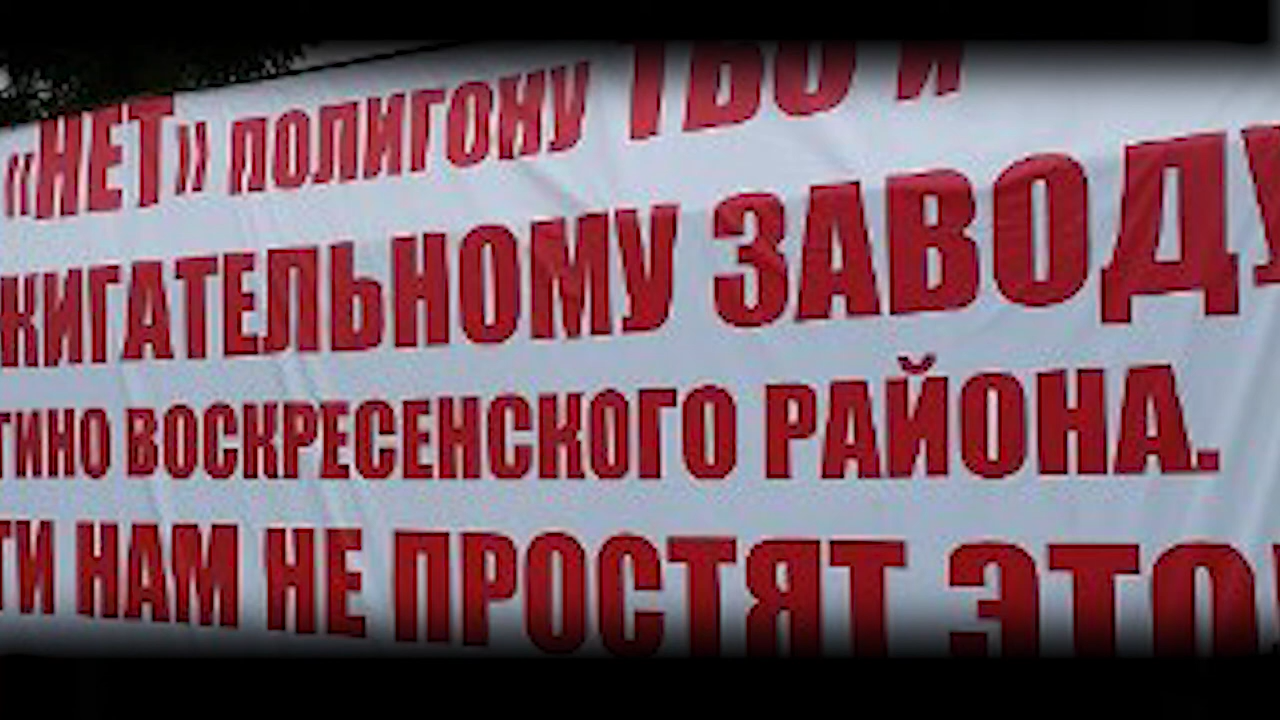 «НЕТ» ПОЛИГОНУ ТБО И
ЖИГАТЕЛЬНОМУ ЗАВОДУ
ТИНО ВОСКРЕСЕНСКОГО РАЙОНА.
ТИ НАМ НЕ ПРОСТЯТ ЭТО